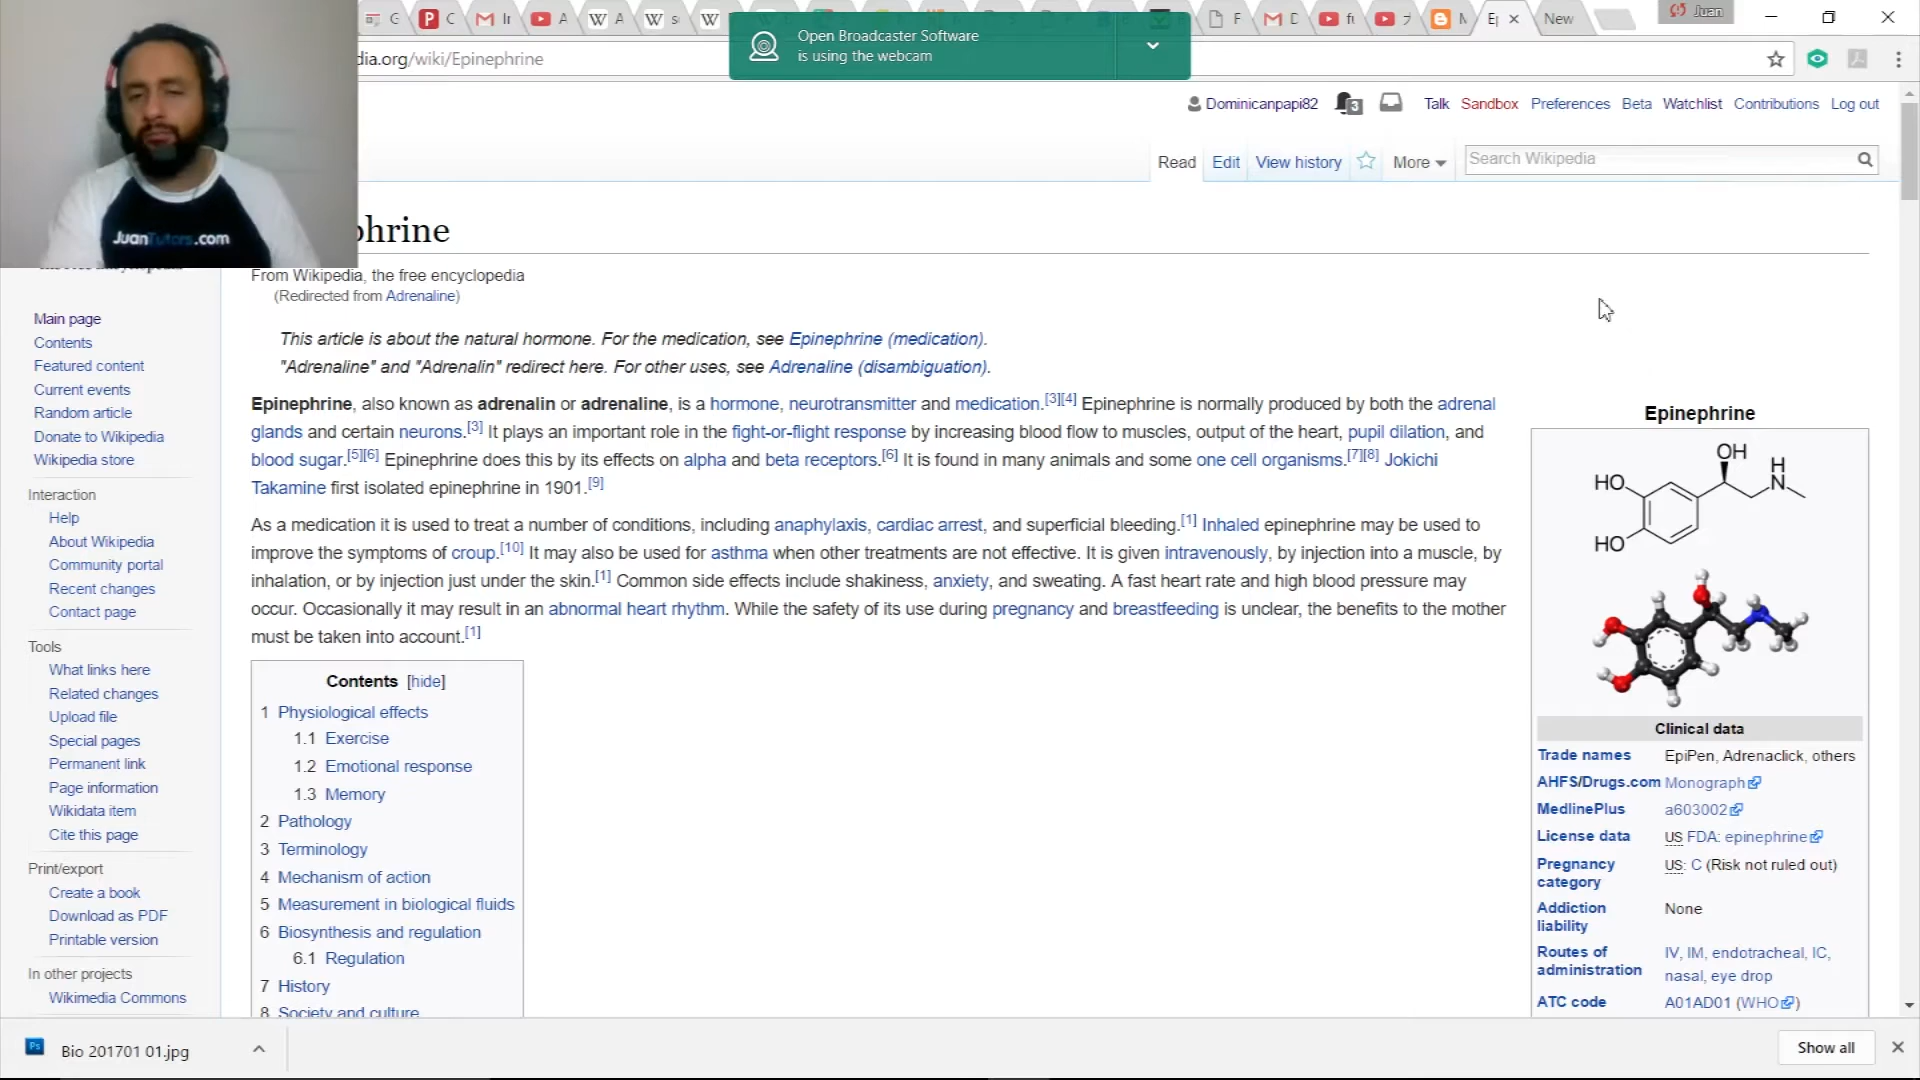 G
C
Ir
A
A
s
F
D
fι
New
Juan
Open Broadcaster Software
is using the webcam
dia.org/wiki/Epinephrine
Dominicanpapi82
3
Talk
Sandbox
Preferences
Beta
Watchlist
Contributions
Log out
Read
Edit
View history
More
Search Wikipedia
JuanTutors.com
phrine
From Wikipedia, the free encyclopedia
(Redirected from Adrenaline)
This article is about the natural hormone. For the medication, see Epinephrine (medication).
"Adrenaline" and "Adrenalin" redirect here. For other uses, see Adrenaline (disambiguation).
Epinephrine, also known as adrenalin or adrenaline, is a hormone, neurotransmitter and medication.[3][4] Epinephrine is normally produced by both the adrenal
glands and certain neurons.[3] It plays an important role in the fight-or-flight response by increasing blood flow to muscles, output of the heart, pupil dilation, and
blood sugar.[5][6] Epinephrine does this by its effects on alpha and beta receptors.[6] It is found in many animals and some one cell organisms.[7][8] Jokichi
Takamine first isolated epinephrine in 1901.[9]
As a medication it is used to treat a number of conditions, including anaphylaxis, cardiac arrest, and superficial bleeding.[1] Inhaled epinephrine may be used to
improve the symptoms of croup.[10] It may also be used for asthma when other treatments are not effective. It is given intravenously, by injection into a muscle, by
inhalation, or by injection just under the skin.[1] Common side effects include shakiness, anxiety, and sweating. A fast heart rate and high blood pressure may
occur. Occasionally it may result in an abnormal heart rhythm. While the safety of its use during pregnancy and breastfeeding is unclear, the benefits to the mother
must be taken into account.[1]
Contents [hide]
1 Physiological effects
1.1 Exercise
1.2 Emotional response
1.3 Memory
2 Pathology
3 Terminology
4 Mechanism of action
5 Measurement in biological fluids
6 Biosynthesis and regulation
6.1 Regulation
7 History
8 Society and culture
Main page
Contents
Featured content
Current events
Random article
Donate to Wikipedia
Wikipedia store
Interaction
Help
About Wikipedia
Community portal
Recent changes
Contact page
Tools
What links here
Related changes
Upload file
Special pages
Permanent link
Page information
Wikidata item
Cite this page
Print/export
Create a book
Download as PDF
Printable version
In other projects
Wikimedia Commons
Epinephrine
OH
H
HO
N
HO
Clinical data
Trade names EpiPen, Adrenaclick, others
AHFS/Drugs.com Monograph
MedlinePlus a603002
License data US FDA: epinephrine
Pregnancy US: C (Risk not ruled out)
category
Addiction None
liability
Routes of IV, IM, endotracheal, IC,
administration nasal, eye drop
ATC code A01AD01 (WHO)
Ps
Bio 201701 01.jpg
Show all